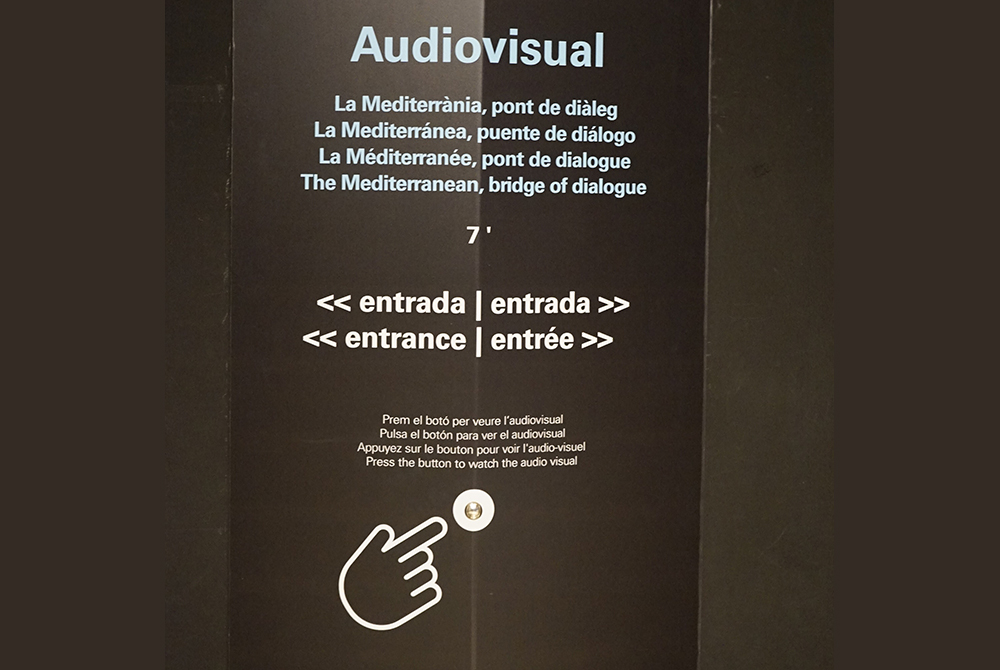 Audiovisual
La Mediterrània, pont de diàleg
La Mediterránea, puente de diálogo
La Méditerranée, pont de dialogue
The Mediterranean, bridge of dialogue
7 '
<< entrada | entrada >>
<< entrance | entrée >>
Prem el botó per veure l'audiovisual
Pulsa el botón para ver el audiovisual
Appuyez sur le bouton pour voir l'audio-visuel
Press the button to watch the audio visual